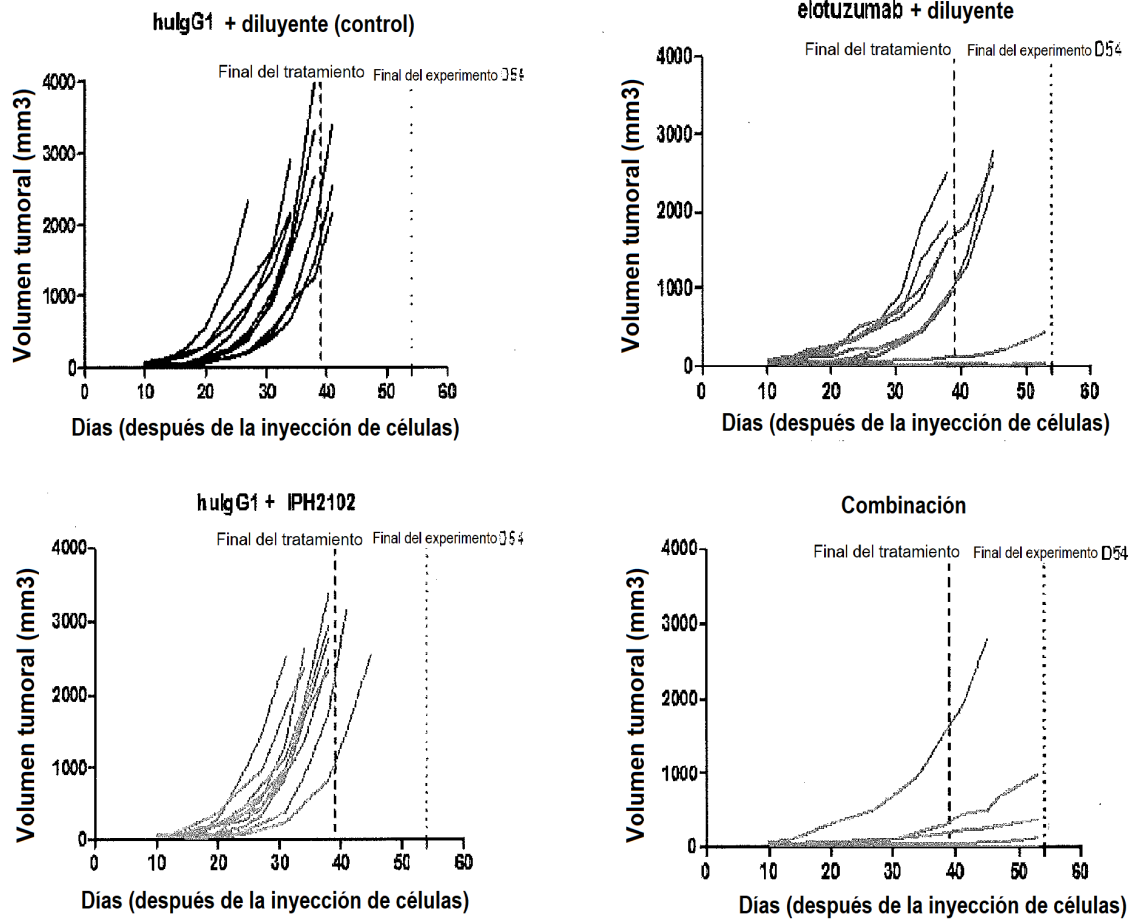 huIgG1 + diluyente (control)
Final del tratamiento
Final del experimento D54
4000
3000
2000
1000
0
Volumen tumoral (mm3)
0 10 20 30 40 50 60
Días (después de la inyección de células)
elotuzumab + diluyente
Final del tratamiento
Final del experimento D54
4000
3000
2000
1000
0
Volumen tumoral (mm3)
0 10 20 30 40 50 60
Días (después de la inyección de células)
huIgG1 + IPH2102
Final del tratamiento
Final del experimento D54
4000
3000
2000
1000
0
Volumen tumoral (mm3)
0 10 20 30 40 50 60
Días (después de la inyección de células)
Combinación
Final del tratamiento
Final del experimento D54
4000
3000
2000
1000
0
Volumen tumoral (mm3)
0 10 20 30 40 50 60
Días (después de la inyección de células)